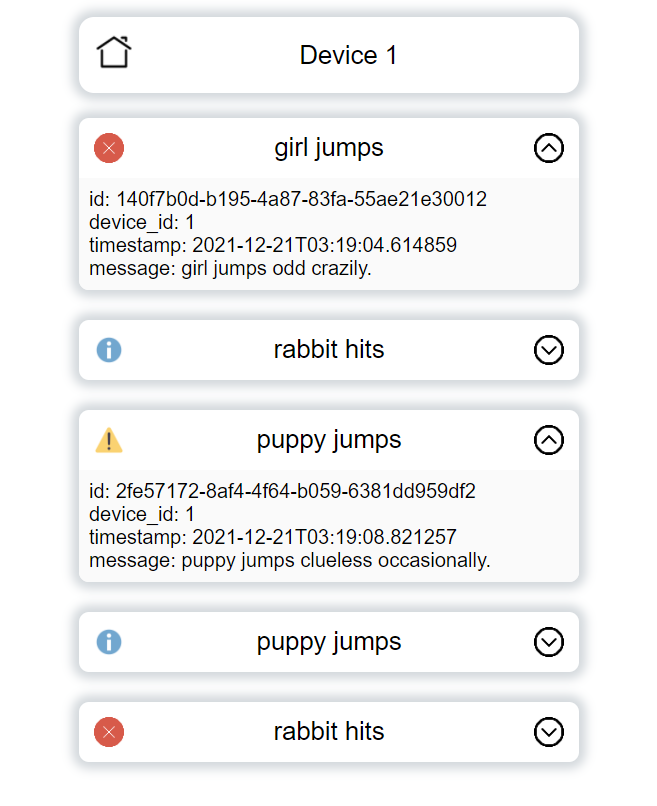 Device 1
girl jumps
id: 140f7b0d-b195-4a87-83fa-55ae21e30012
device_id: 1
timestamp: 2021-12-21T03:19:04.614859
message: girl jumps odd crazily.
rabbit hits
puppy jumps
id: 2fe57172-8af4-4f64-b059-6381dd959df2
device_id: 1
timestamp: 2021-12-21T03:19:08.821257
message: puppy jumps clueless occasionally.
puppy jumps
rabbit hits